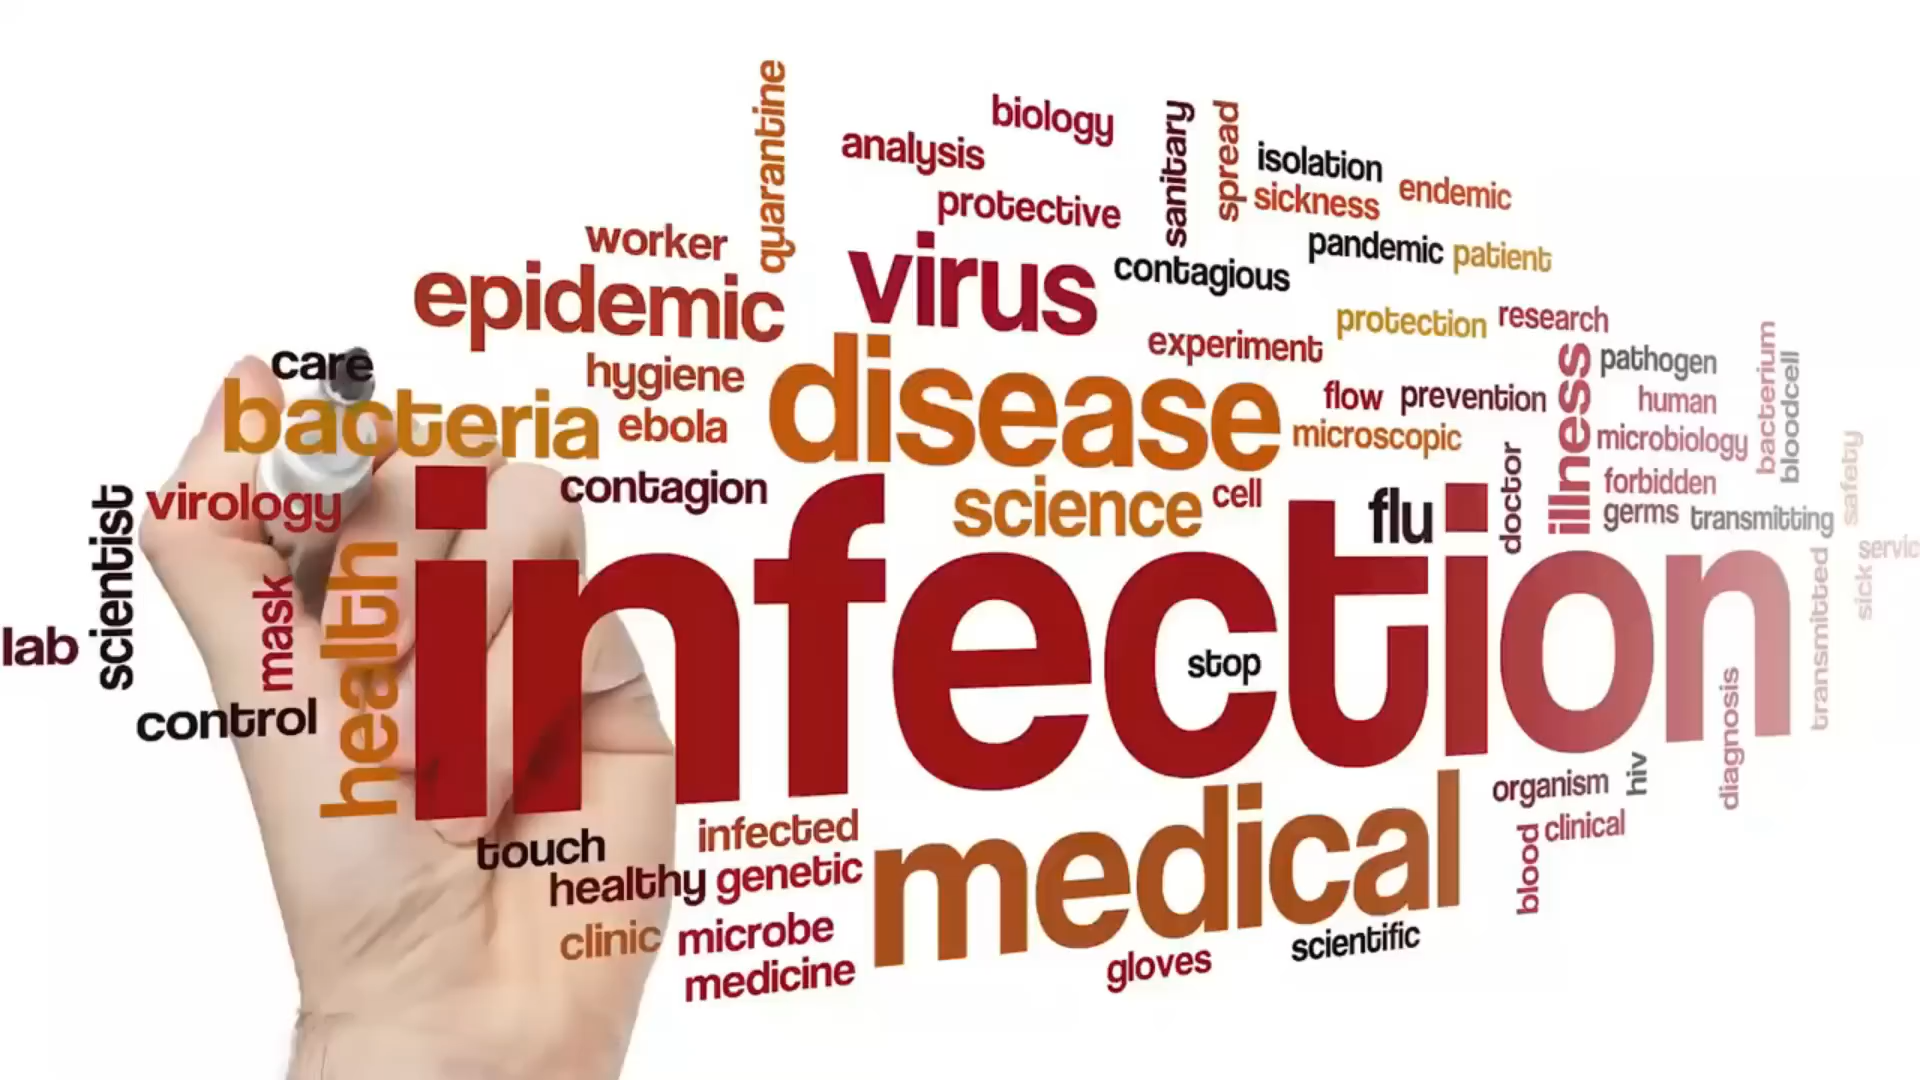 quarantine
biology
analysis
sanitary
spread
isolation
sickness
endemic
protective
worker
epidemic
virus
contagious
pandemic
patient
protection
research
experiment
care
bacteria
hygiene
ebola
disease
flow
prevention
microscopic
illness
pathogen
human
microbiology
bacterium
bloodcell
forbidden
germs
transmitting
safety
servic
sick
doctor
flu
cell
science
contagion
virology
scientist
lab
mask
control
health
infection
stop
transmitted
diagnosis
hiv
organism
clinical
blood
touch
infected
healthy
genetic
medical
clinic
microbe
medicine
gloves
scientific